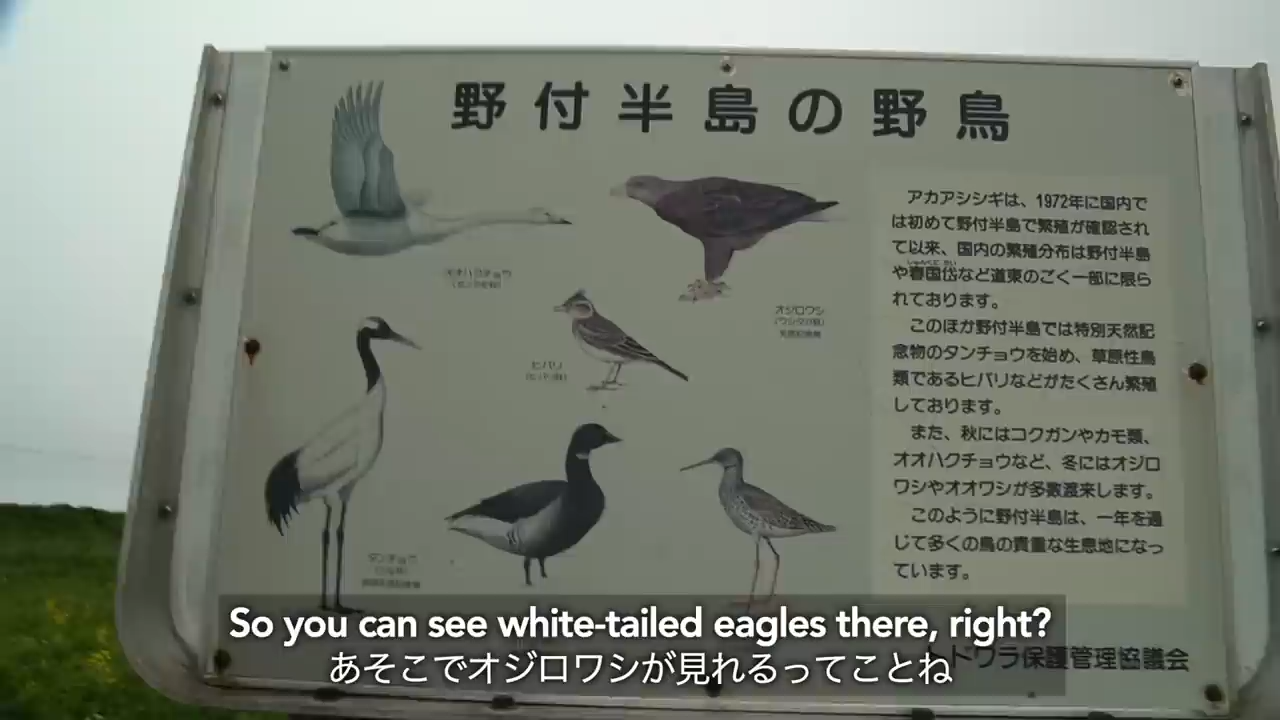 野付半島の野鳥
アカアシシギは、1972年に国内で
は初めて野付半島で繁殖が確認され
て以来、国内の繁殖分布は野付半島
や春国岱など道東のごく一部に限ら
れております。
このほか野付半島では特別天然記
念物のタンチョウを始め、草原性鳥
類であるヒバリなどがたくさん繁殖
しております。
また、秋にはコクガンやカモ類、
オオハクチョウなど、冬にはオジロ
ワシやオオワシが多数渡来します。
このように野付半島は、一年を通
じて多くの鳥の貴重な生息地になっ
ています。
オオハクチョウ
オジロワシ
ヒバリ
タンチョウ
トドワラ保護管理協議会
So you can see white-tailed eagles there, right?
あそこでオジロワシが見れるってことね